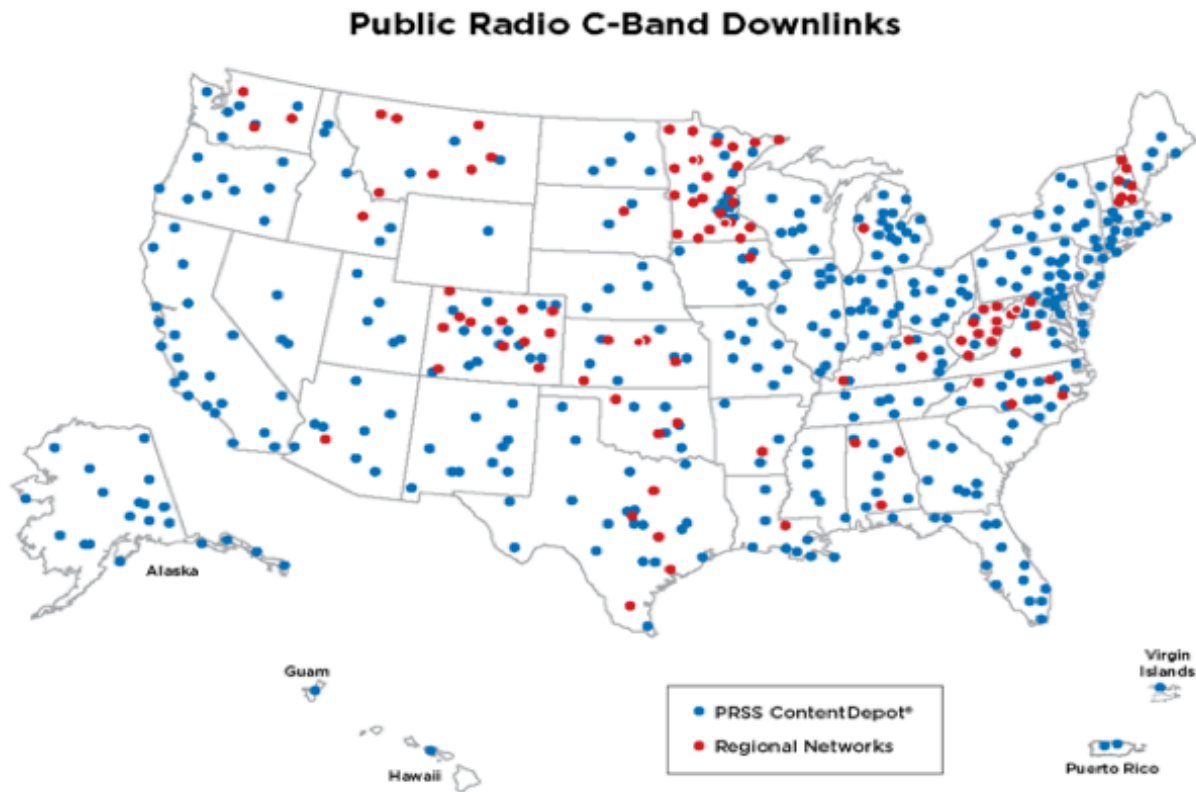 Public Radio C-Band Downlinks
Alaska
Guam
Hawaii
PRSS ContentDepot®
Regional Networks
Virgin
Islands
Puerto Rico